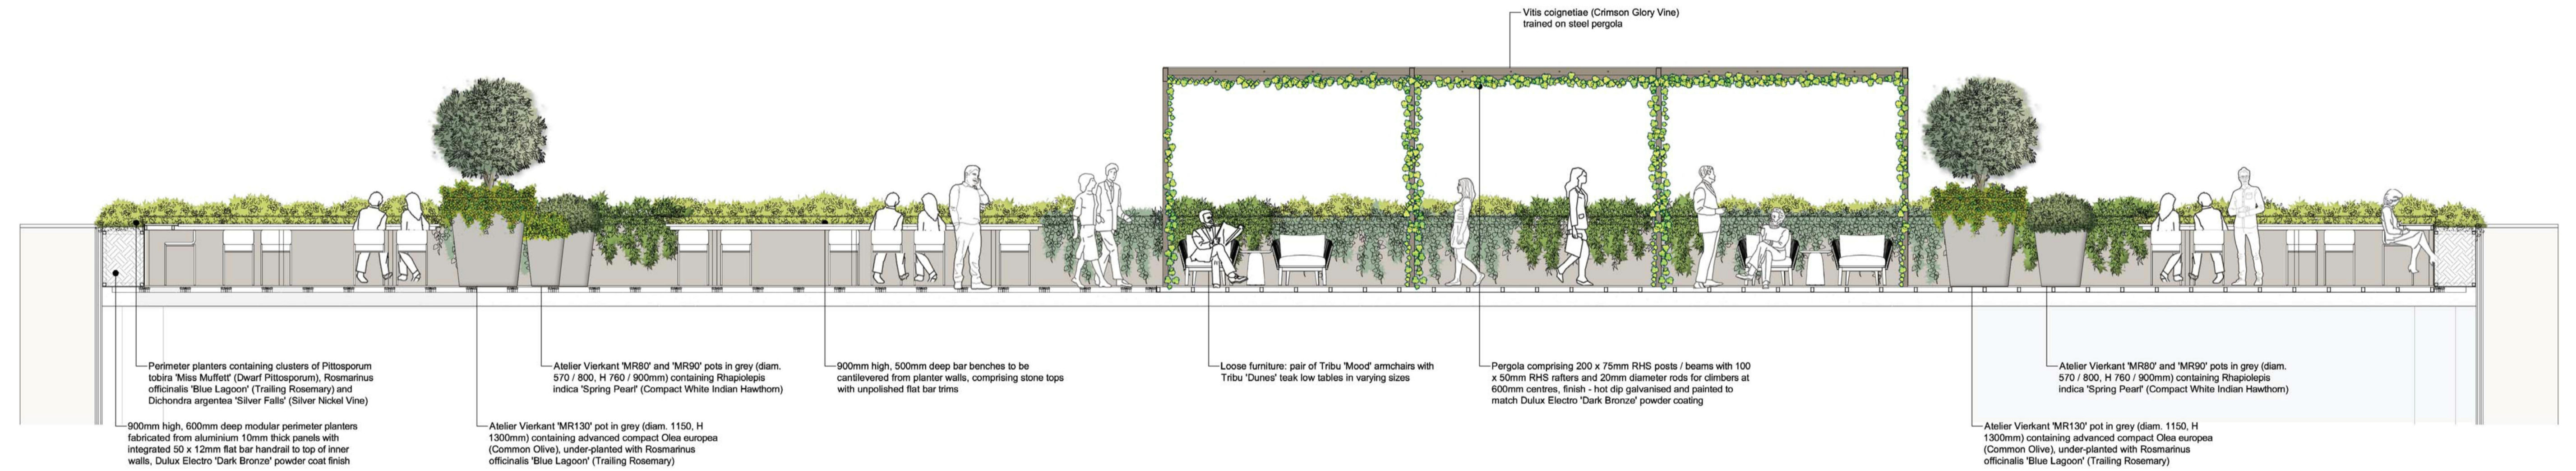 Vitis coignetiae (Crimson Glory Vine)
trained on steel pergola
Perimeter planters containing clusters of Pittosporum
tobira 'Miss Muffett' (Dwarf Pittosporum), Rosmarinus
officinalis 'Blue Lagoon' (Trailing Rosemary) and
Dichondra argentea 'Silver Falls' (Silver Nickel Vine)
900mm high, 600mm deep modular perimeter planters
fabricated from aluminium 10mm thick panels with
integrated 50 x 12mm flat bar handrail to top of inner
walls, Dulux Electro 'Dark Bronze' powder coat finish
Atelier Vierkant 'MR80' and 'MR90' pots in grey (diam.
570 / 800, H 760 / 900mm) containing Rhapiolepis
indica 'Spring Pearl' (Compact White Indian Hawthorn)
Atelier Vierkant 'MR130' pot in grey (diam. 1150, H
1300mm) containing advanced compact Olea europea
(Common Olive), under-planted with Rosmarinus
officinalis 'Blue Lagoon' (Trailing Rosemary)
900mm high, 500mm deep bar benches to be
cantilevered from planter walls, comprising stone tops
with unpolished flat bar trims
Loose furniture: pair of Tribu 'Mood' armchairs with
Tribu 'Dunes' teak low tables in varying sizes
Pergola comprising 200 x 75mm RHS posts / beams with 100
x 50mm RHS rafters and 20mm diameter rods for climbers at
600mm centres, finish - hot dip galvanised and painted to
match Dulux Electro 'Dark Bronze' powder coating
Atelier Vierkant 'MR80' and 'MR90' pots in grey (diam.
570 / 800, H 760 / 900mm) containing Rhapiolepis
indica 'Spring Pearl' (Compact White Indian Hawthorn)
Atelier Vierkant 'MR130' pot in grey (diam. 1150, H
1300mm) containing advanced compact Olea europea
(Common Olive), under-planted with Rosmarinus
officinalis 'Blue Lagoon' (Trailing Rosemary)